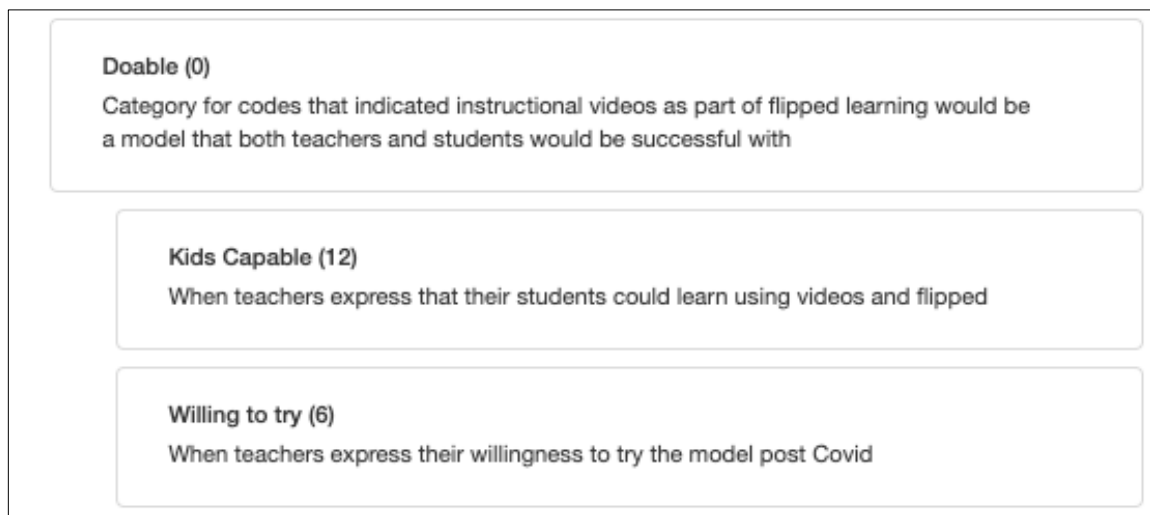 Doable (0)
Category for codes that indicated instructional videos as part of flipped learning would be
a model that both teachers and students would be successful with
Kids Capable (12)
When teachers express that their students could learn using videos and flipped
Willing to try (6)
When teachers express their willingness to try the model post Covid